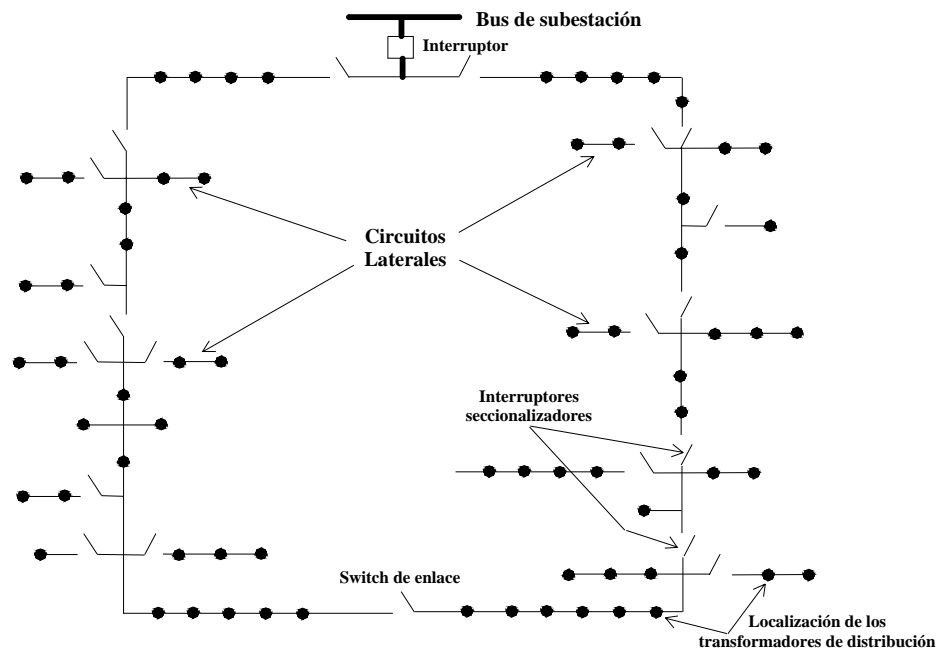 Bus de subestación
Interruptor
Circuitos
Laterales
Interruptores
seccionalizadores
Switch de enlace
Localización de los
transformadores de distribución